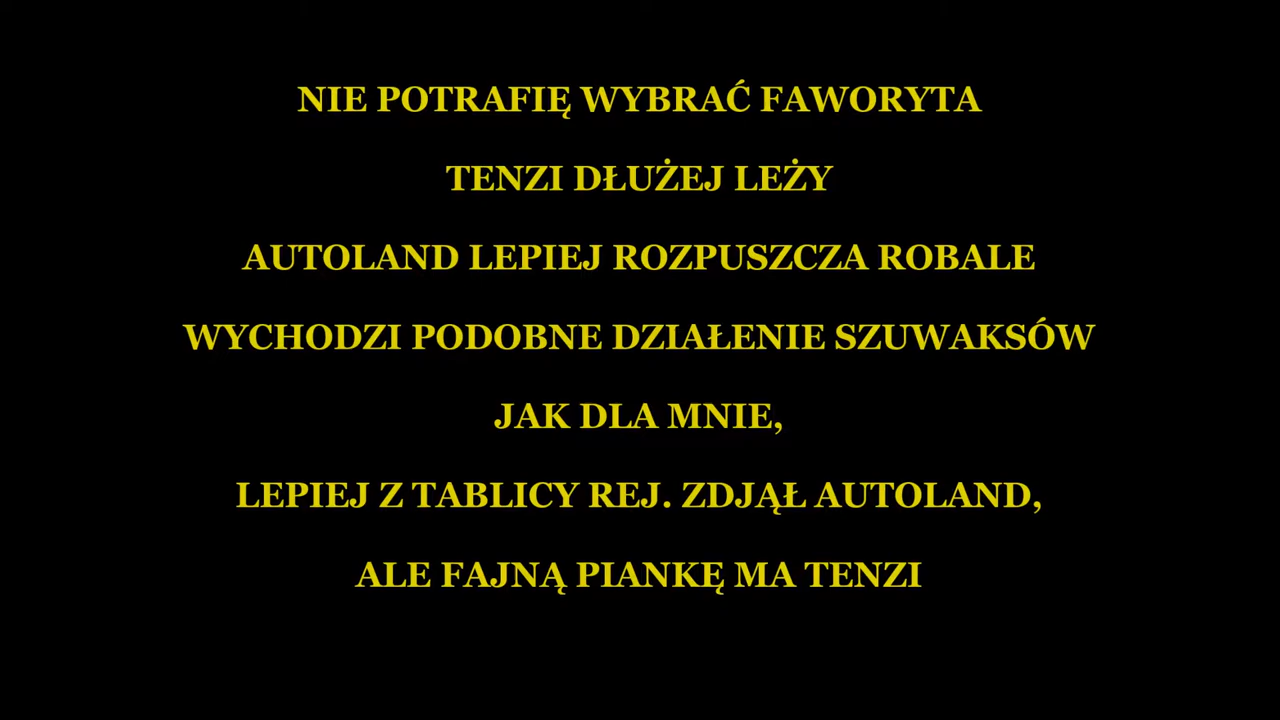 NIE POTRAFIĘ WYBRAĆ FAWORYTA
TENZI DŁUŻEJ LEŻY
AUTOLAND LEPIEJ ROZPUSZCZA ROBALE
WYCHODZI PODOBNE DZIAŁENIE SZUWAKSÓW
JAK DLA MNIE,
LEPIEJ Z TABLICY REJ. ZDJĄŁ AUTOLAND,
ALE FAJNĄ PIANKĘ MA TENZI